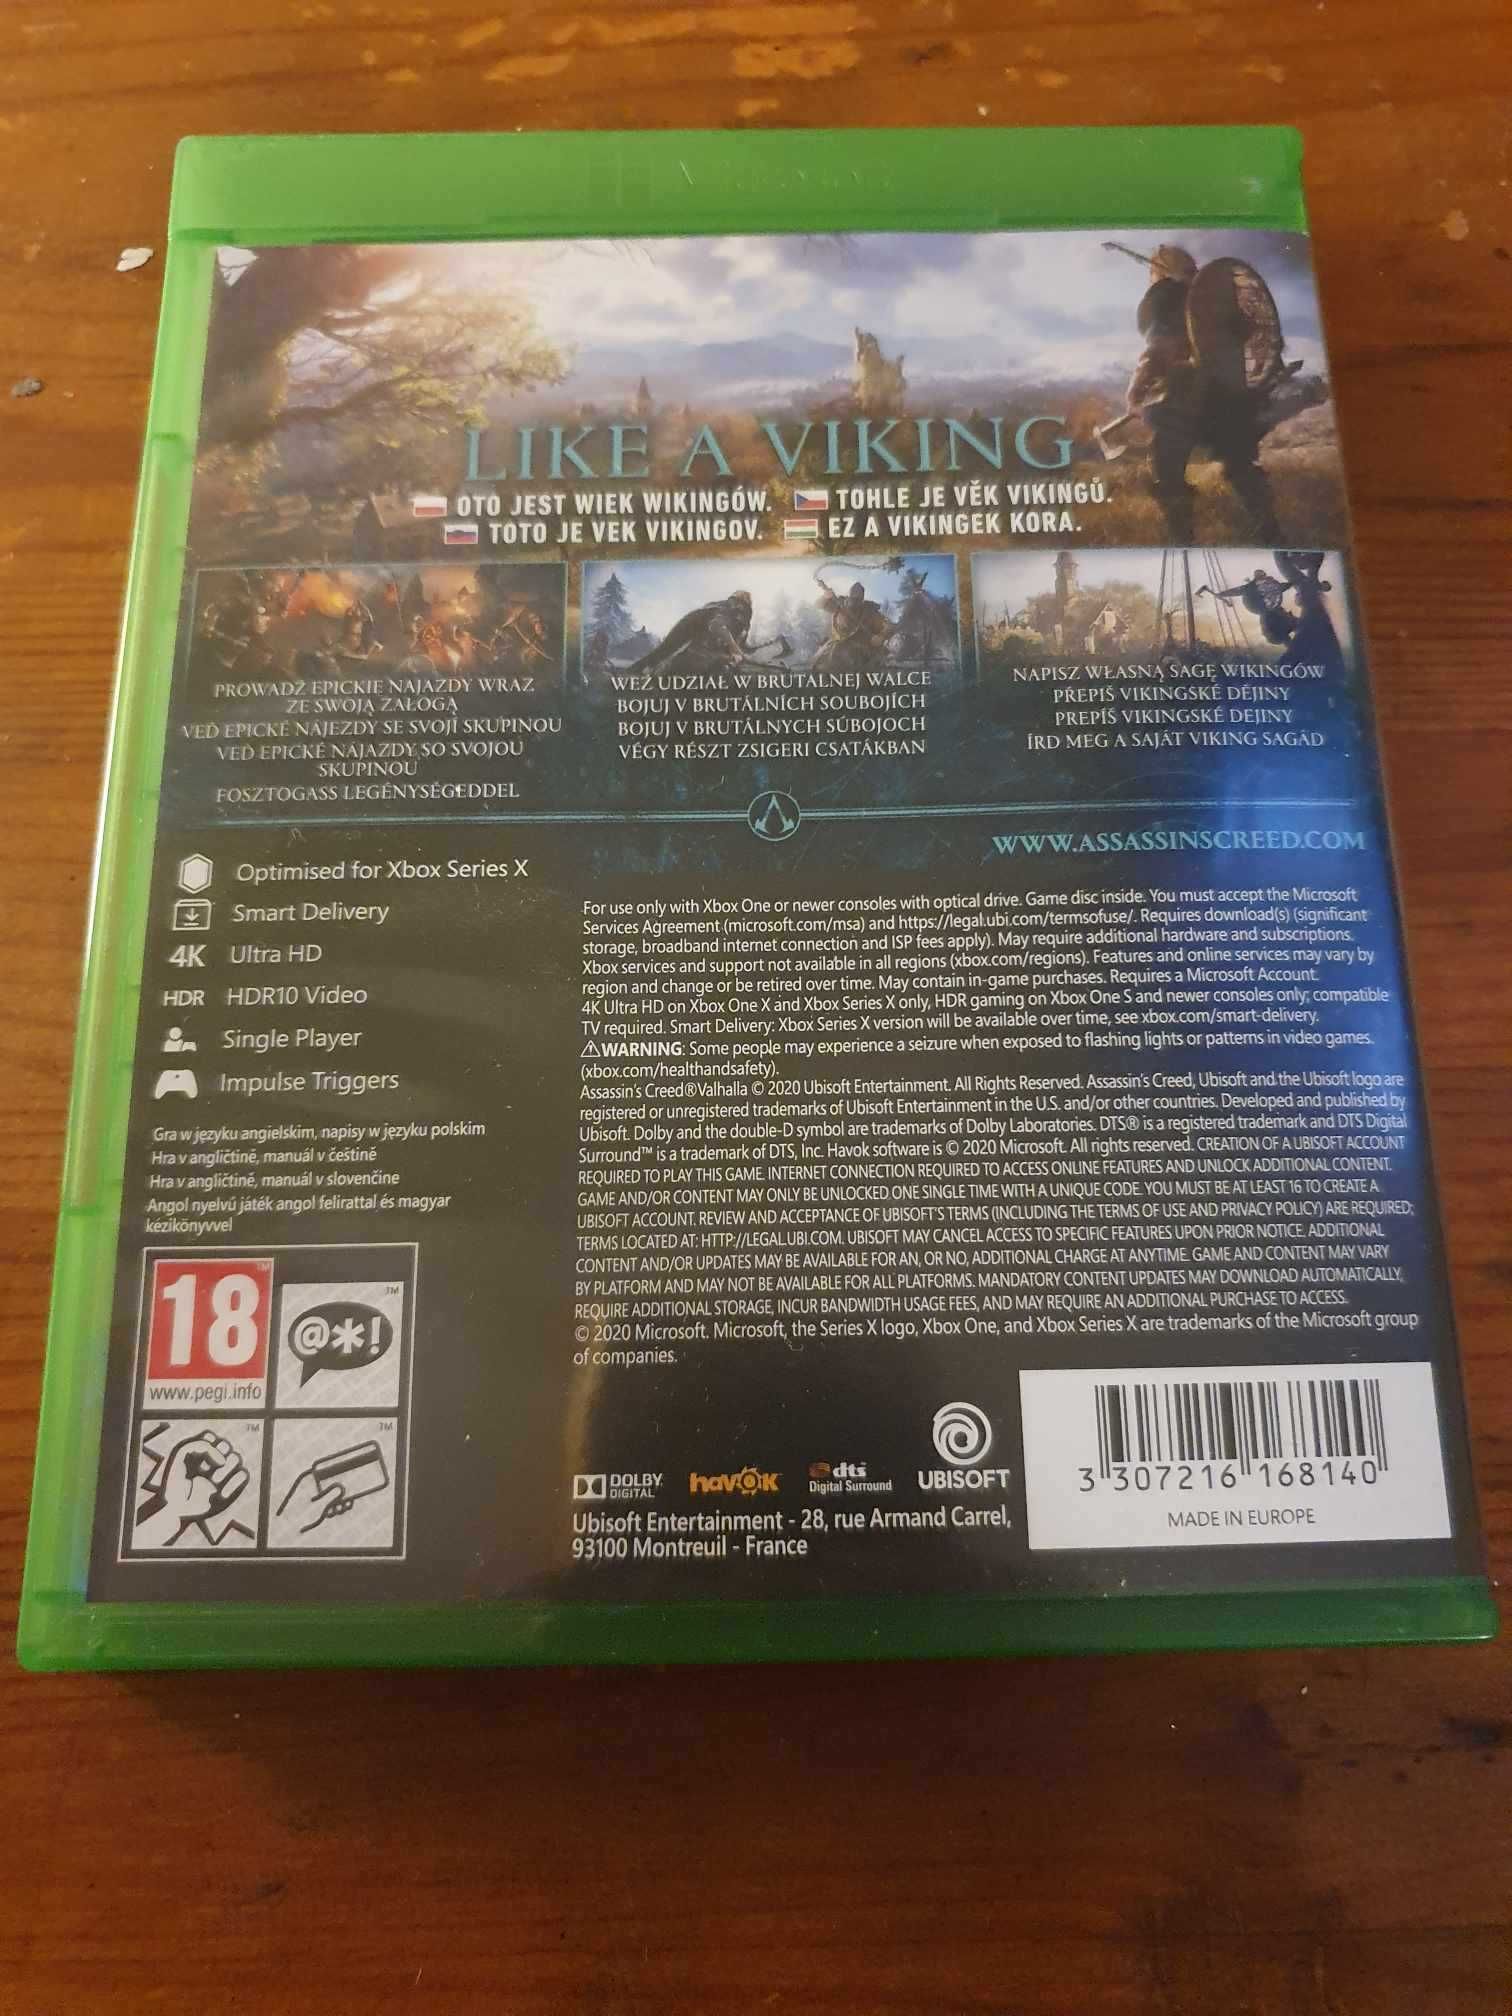 LIKE A VIKING
OTO JEST WIEK WIKINGÓW. TOHLE JE VĚK VIKINGŮ.
TOTO JE VEK VIKINGOV. EZ A VIKINGEK KORA.
PROWADŹ EPICKIE NAJAZDY WRAZ
ZE SWOJĄ ZAŁOGĄ
VEĎ EPICKÉ NÁJEZDY SE SVOJÍ SKUPINOU
VEĎ EPICKÉ NÁJAZDY SO SVOJOU
SKUPINOU
FOSZTOGASS LEGÉNYSÉGEDDEL
WEŹ UDZIAŁ W BRUTALNEJ WALCE
BOJUJ V BRUTÁLNÍCH SOUBOJÍCH
BOJUJ V BRUTÁLNYCH SÚBOJOCH
VÉGY RÉSZT ZSIGERI CSATÁKBAN
NAPISZ WŁASNĄ SAGĘ WIKINGÓW
PŘEPIŠ VIKINGSKÉ DĚJINY
PREPÍŠ VIKINGSKÉ DEJINY
ÍRD MEG A SAJÁT VIKING SAGÁD
WWW.ASSASSINSCREED.COM
Optimised for Xbox Series X
Smart Delivery
4K Ultra HD
HDR HDR10 Video
Single Player
Impulse Triggers
Gra w języku angielskim, napisy w języku polskim
Hra v angličtině, manuál v češtině
Hra v angličtině, manuál v slovenčine
Angol nyelvű játék angol felirattal és magyar
kézikönyvvel
For use only with Xbox One or newer consoles with optical drive. Game disc inside. You must accept the Microsoft
Services Agreement (microsoft.com/msa) and https://legal.ubi.com/termsofuse/. Requires download(s) (significant
storage, broadband internet connection and ISP fees apply). May require additional hardware and subscriptions.
Xbox services and support not available in all regions (xbox.com/regions). Features and online services may vary by
region and change or be retired over time. May contain in-game purchases. Requires a Microsoft Account.
4K Ultra HD on Xbox One X and Xbox Series X only, HDR gaming on Xbox One S and newer consoles only; compatible
TV required. Smart Delivery: Xbox Series X version will be available over time, see xbox.com/smart-delivery.
⚠WARNING: Some people may experience a seizure when exposed to flashing lights or patterns in video games.
(xbox.com/healthandsafety).
Assassin's Creed®Valhalla © 2020 Ubisoft Entertainment. All Rights Reserved. Assassin's Creed, Ubisoft and the Ubisoft logo are
registered or unregistered trademarks of Ubisoft Entertainment in the U.S. and/or other countries. Developed and published by
Ubisoft. Dolby and the double-D symbol are trademarks of Dolby Laboratories. DTS® is a registered trademark and DTS Digital
Surround™ is a trademark of DTS, Inc. Havok software is © 2020 Microsoft. All rights reserved. CREATION OF A UBISOFT ACCOUNT
REQUIRED TO PLAY THIS GAME. INTERNET CONNECTION REQUIRED TO ACCESS ONLINE FEATURES AND UNLOCK ADDITIONAL CONTENT.
GAME AND/OR CONTENT MAY ONLY BE UNLOCKED ONE SINGLE TIME WITH A UNIQUE CODE. YOU MUST BE AT LEAST 16 TO CREATE A
UBISOFT ACCOUNT. REVIEW AND ACCEPTANCE OF UBISOFT'S TERMS (INCLUDING THE TERMS OF USE AND PRIVACY POLICY) ARE REQUIRED;
TERMS LOCATED AT: HTTP://LEGAL.UBI.COM. UBISOFT MAY CANCEL ACCESS TO SPECIFIC FEATURES UPON PRIOR NOTICE. ADDITIONAL
CONTENT AND/OR UPDATES MAY BE AVAILABLE FOR AN, OR NO, ADDITIONAL CHARGE AT ANYTIME. GAME AND CONTENT MAY VARY
BY PLATFORM AND MAY NOT BE AVAILABLE FOR ALL PLATFORMS. MANDATORY CONTENT UPDATES MAY DOWNLOAD AUTOMATICALLY,
REQUIRE ADDITIONAL STORAGE, INCUR BANDWIDTH USAGE FEES, AND MAY REQUIRE AN ADDITIONAL PURCHASE TO ACCESS.
© 2020 Microsoft. Microsoft, the Series X logo, Xbox One, and Xbox Series X are trademarks of the Microsoft group
of companies.
18 ™
www.pegi.info
@*! ™
™ ™
DOLBY
DIGITAL
havok
dts
Digital Surround
UBISOFT
Ubisoft Entertainment - 28, rue Armand Carrel,
93100 Montreuil - France
3 307216 168140
MADE IN EUROPE